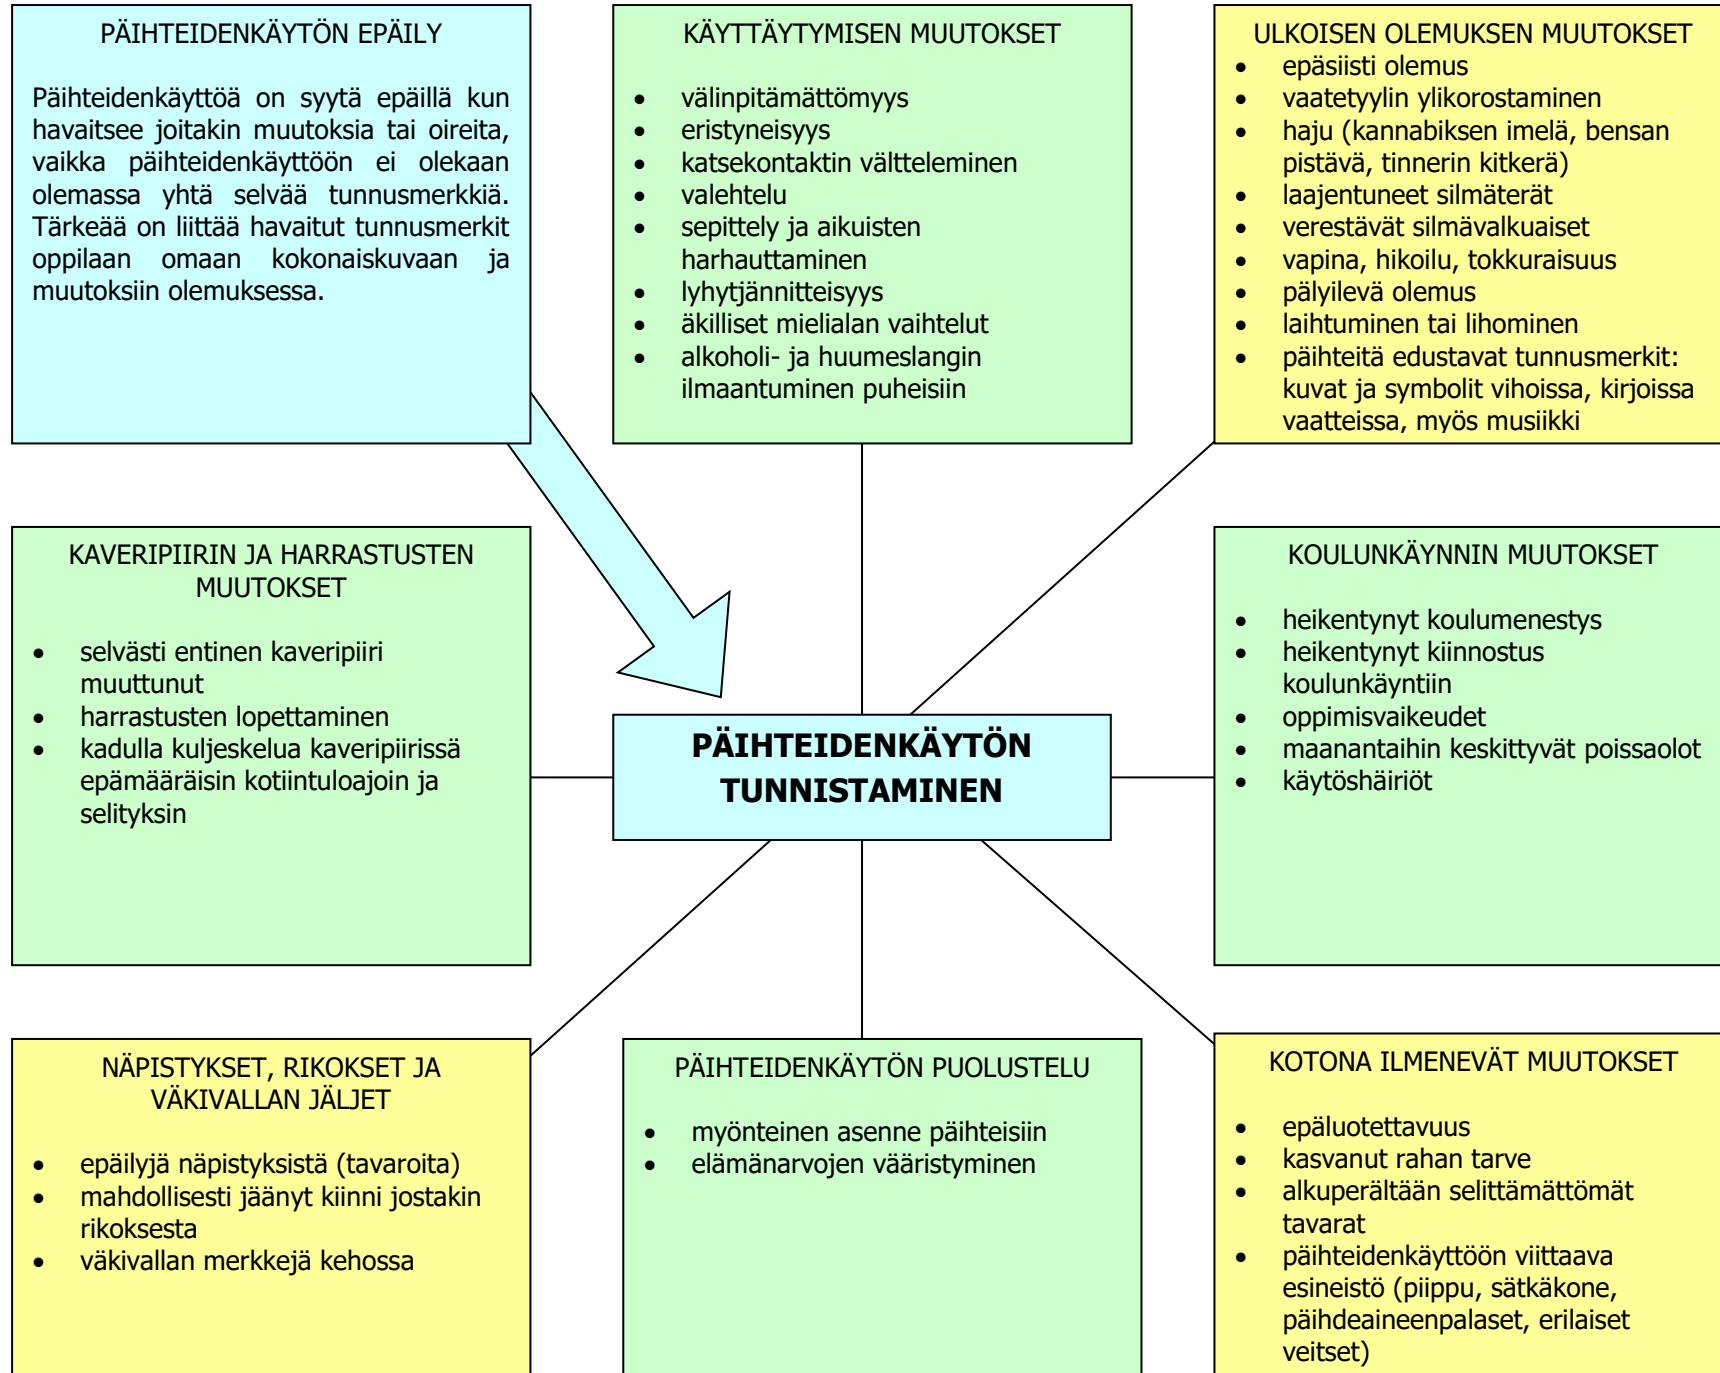 PÄIHTEIDENKÄYTÖN EPÄILY
Päihteidenkäyttöä on syytä epäillä kun
havaitsee joitakin muutoksia tai oireita,
vaikka päihteidenkäyttöön ei olekaan
olemassa yhtä selvää tunnusmerkkiä.
Tärkeää on liittää havaitut tunnusmerkit
oppilaan omaan kokonaiskuvaan ja
muutoksiin olemuksessa.
KÄYTTÄYTYMISEN MUUTOKSET
• välinpitämättömyys
• eristyneisyys
• katsekontaktin vältteleminen
• valehtelu
• sepittely ja aikuisten
harhauttaminen
• lyhytjännitteisyys
• äkilliset mielialan vaihtelut
• alkoholi- ja huumeslangin
ilmaantuminen puheisiin
ULKOISEN OLEMUKSEN MUUTOKSET
• epäsiisti olemus
• vaatetyylin ylikorostaminen
• haju (kannabiksen imelä, bensan
pistävä, tinnerin kitkerä)
• laajentuneet silmäterät
• verestävät silmävalkuaiset
• vapina, hikoilu, tokkuraisuus
• pälyilevä olemus
• laihtuminen tai lihominen
• päihteitä edustavat tunnusmerkit:
kuvat ja symbolit vihoissa, kirjoissa
vaatteissa, myös musiikki
KAVERIPIIRIN JA HARRASTUSTEN
MUUTOKSET
• selvästi entinen kaveripiiri
muuttunut
• harrastusten lopettaminen
• kadulla kuljeskelua kaveripiirissä
epämääräisin kotiintuloajoin ja
selityksin
PÄIHTEIDENKÄYTÖN
TUNNISTAMINEN
KOULUNKÄYNNIN MUUTOKSET
• heikentynyt koulumenestys
• heikentynyt kiinnostus
koulunkäyntiin
• oppimisvaikeudet
• maanantaihin keskittyvät poissaolot
• käytöshäiriöt
NÄPISTYKSET, RIKOKSET JA
VÄKIVALLAN JÄLJET
• epäilyjä näpistyksistä (tavaroita)
• mahdollisesti jäänyt kiinni jostakin
rikoksesta
• väkivallan merkkejä kehossa
PÄIHTEIDENKÄYTÖN PUOLUSTELU
• myönteinen asenne päihteisiin
• elämänarvojen vääristyminen
KOTONA ILMENEVÄT MUUTOKSET
• epäluotettavuus
• kasvanut rahan tarve
• alkuperältään selittämättömät
tavarat
• päihteidenkäyttöön viittaava
esineistö (piippu, sätkäkone,
päihdeaineenpalaset, erilaiset
veitset)